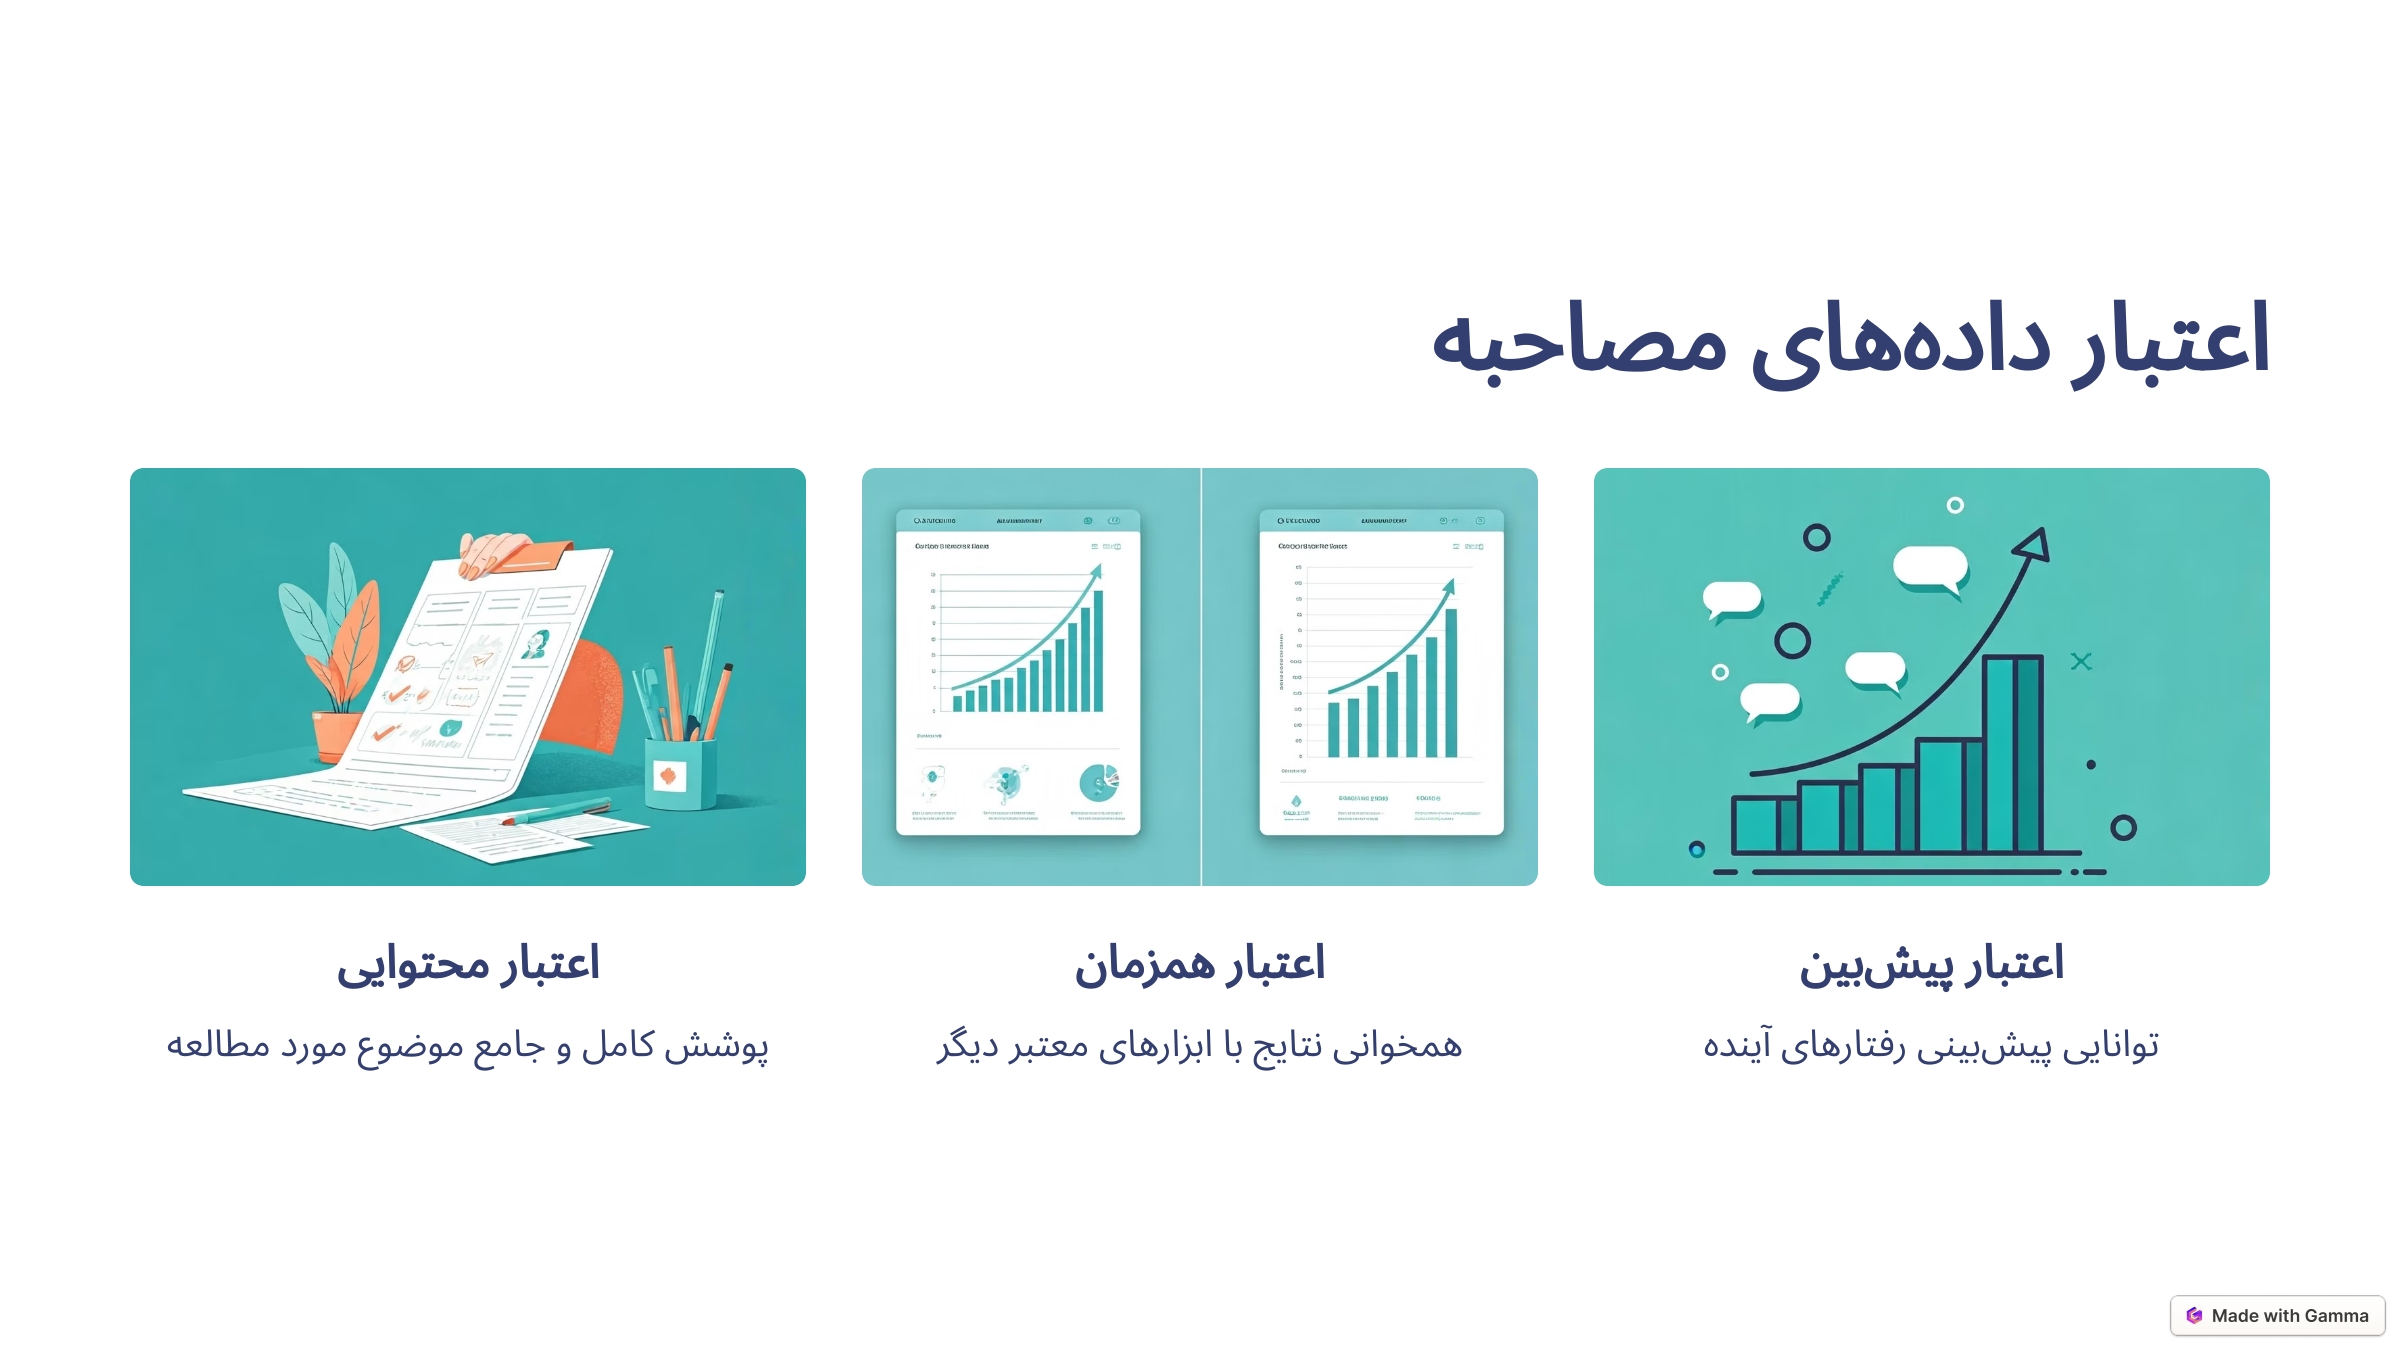 اعتبار داده‌های مصاحبه
اعتبار پیش‌بین
توانایی پیش‌بینی رفتارهای آینده
اعتبار همزمان
همخوانی نتایج با ابزارهای معتبر دیگر
اعتبار محتوایی
پوشش کامل و جامع موضوع مورد مطالعه
Made with Gamma